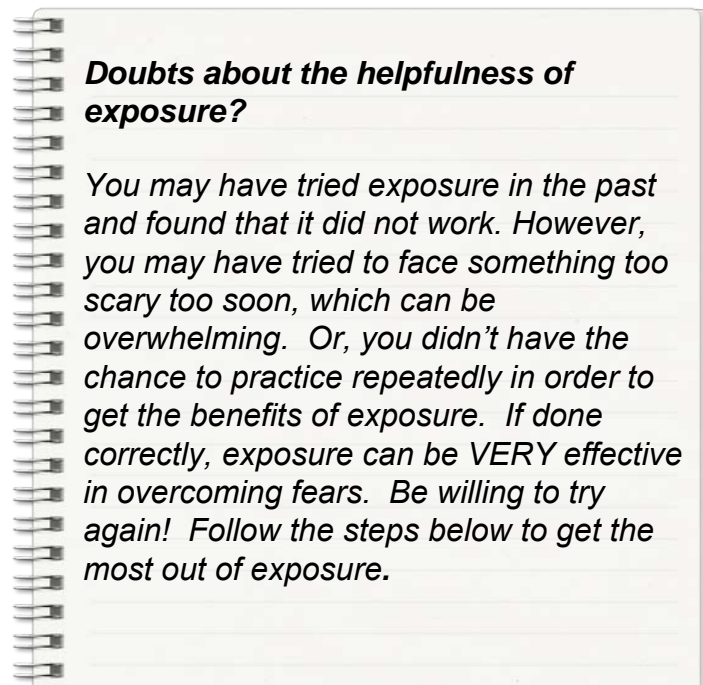 Doubts about the helpfulness of
exposure?
You may have tried exposure in the past
and found that it did not work. However,
you may have tried to face something too
scary too soon, which can be
overwhelming.  Or, you didn’t have the
chance to practice repeatedly in order to
get the benefits of exposure.  If done
correctly, exposure can be VERY effective
in overcoming fears.  Be willing to try
again!  Follow the steps below to get the
most out of exposure.